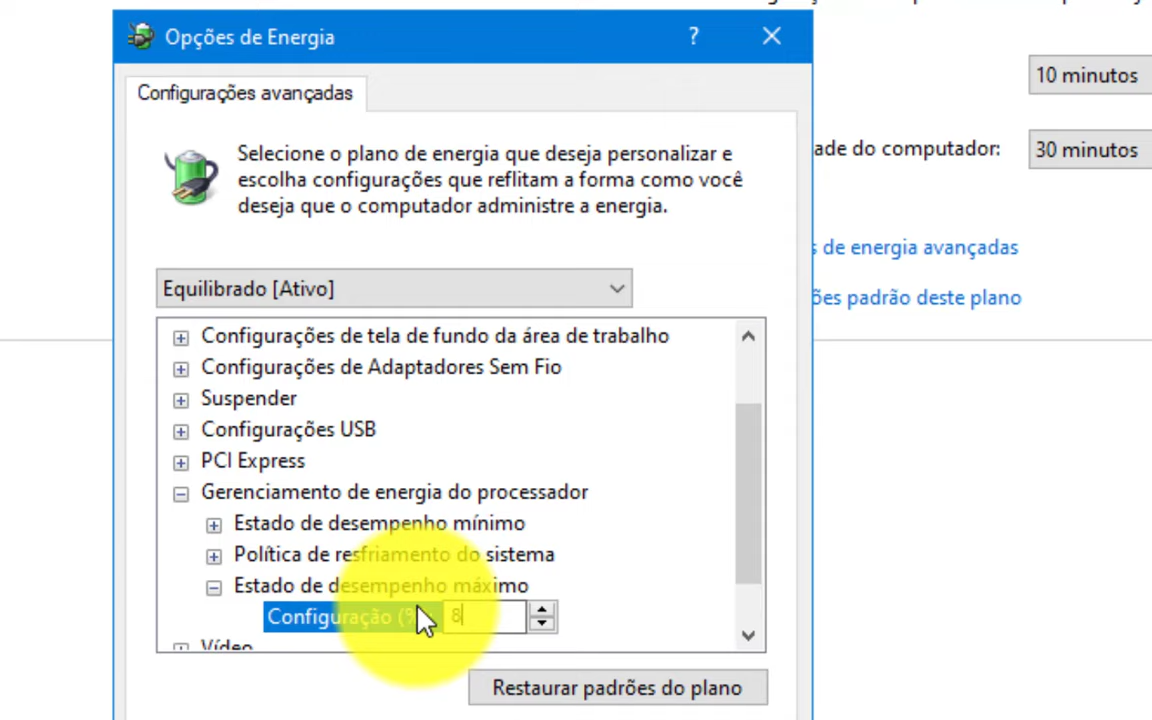 Opções de Energia
?
10 minutos
Configurações avançadas
Selecione o plano de energia que deseja personalizar e
escolha configurações que reflitam a forma como você
deseja que o computador administre a energia.
ade do computador:
30 minutos
s de energia avançadas
Equilibrado [Ativo]
ões padrão deste plano
Configurações de tela de fundo da área de trabalho
Configurações de Adaptadores Sem Fio
Suspender
Configurações USB
PCI Express
Gerenciamento de energia do processador
Estado de desempenho mínimo
Política de resfriamento do sistema
Estado de desempenho máximo
Configuração (% 8
Vídeo
Restaurar padrões do plano